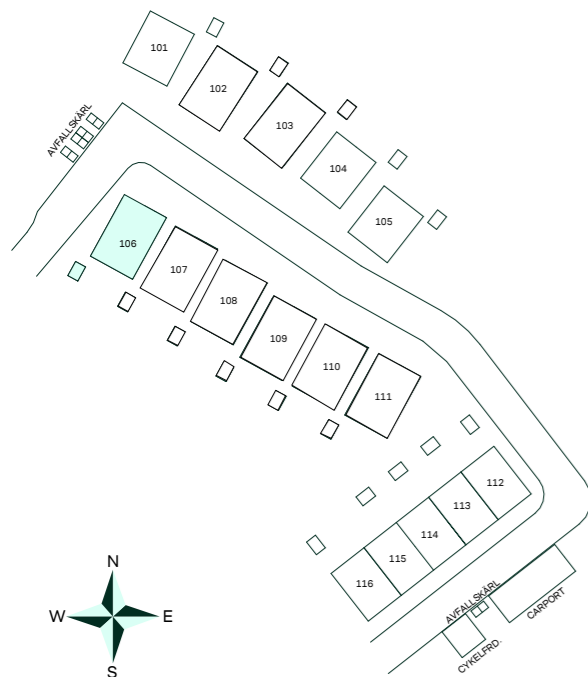 101
102
103
AVFALLSKÄRL
104
105
106
107
108
109
110
111
112
113
114
115
116
N
W
E
S
AVFALLSKÄRL
CARPORT
CYKELFRD.